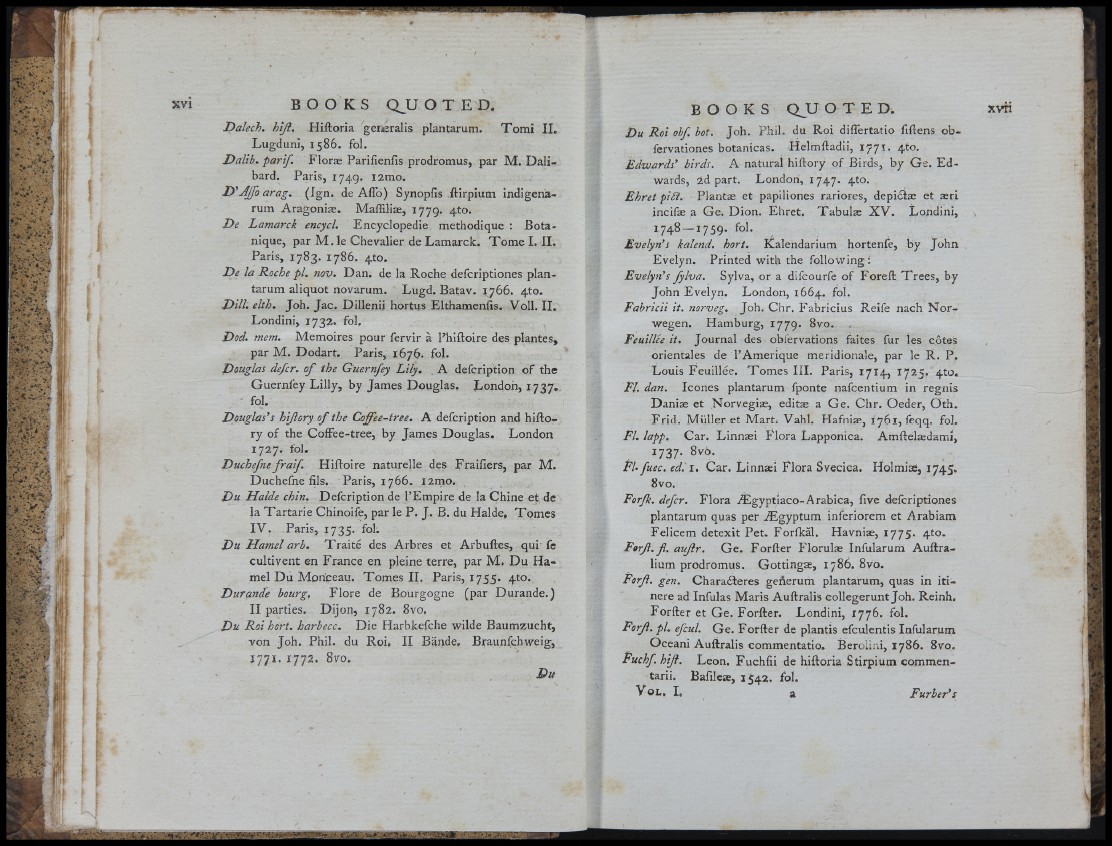 xvi BOOKS QUOTED.
Dalech. hiſt. Hiſtoria generalis plantarum. Tomi II.
Lugduni, 1586. fol.
Dalib. pariſ. Floræ Pariſienſis prodromus, par M. Dali-
bard. Paris, 1749. 12mo.
D'Aſſo arag. (Ign. de Aſſo) Synopſis ſtirpium indigena-
rum Aragoniæ. Maſſiliæ, 1779. 4to.
De Lamarck encycl. Encyclopedie methodique : Bota-
nique, par M. le Chevalier de Lamarck. Tome I. II.
Paris, 1783. 1786. 4to.
De la Roche pl. nov. Dan. de la Roche deſcriptiones plan-
tarum aliquot novarum. Lugd. Batav. 1766. 4to.
Dill. elth. Joh. Jac. Dillenii hortus Elthamenſis. Voll. II.
Londini, 1732. fol.
Dod. mem. Memoires pour ſervir à l'hiſtoire des plantes,
par M. Dodart. Paris, 1676. fol.
Douglas deſcr. of the Guernſey Lily. A deſcription of the
Guernſey Lilly, by James Douglas. London, 1737.
fol.
Douglas's hiſtory of the Coffee-tree. A deſcription and hiſto-
ry of the Coffee-tree, by James Douglas. London
1727. fol.
Ducheſne fraiſ. Hiſtoire naturelle des Fraiſiers, par M.
Ducheſne fils. Paris, 1766. 12mo.
Du Halde chin. Deſcription de l'Empire de la Chine et de
la Tartarie Chinoiſe, par le P. J. B. du Halde. Tomes
IV. Paris, 1735. fol.
Du Hamel arb. Traité des Arbres et Arbuſtes, qui ſe
cultivent en France en pleine terre, par M. Du Ha-
mel Du Monceau. Tomes II. Paris, 1755. 4to.
Durande bourg. Flore de Bourgogne (par Durande.)
II parties. Dijon, 1782. 8vo.
Du Roi hort. harbecc. Die Harbkeſche wilde Baumzucht,
von Joh. Phil. du Roi. II Bände. Braunſchweig,
1771. 1772. 8vo.
Du
BOOKS QUOTED. xvii
Du Roi obſ. bot. Joh. Phil. du Roi diſſertatio ſiſtens ob-
ſervationes botanicas. Helmſtadii, 1771. 4to.
Edwards' birds. A natural hiſtory of Birds, by Ge. Ed-
wards, 2d part. London, 1747. 4to.
Ehret pict. Plantæ et papiliones rariores, depictæ et æri
inciſæ a Ge. Dion. Ehret. Tabulæ XV. Londini,
1748—1759. fol.
Evelyn's kalend. hort. Kalendarium hortenſe, by John
Evelyn. Printed with the following:
Evelyn's ſylva. Sylva, or a diſcourſe of Foreſt Trees, by
John Evelyn. London, 1664. fol.
Fabricii it. norveg. Joh. Chr. Fabricius Reiſe nach Nor-
wegen. Hamburg, 1779. 8vo.
Feuillée it. Journal des obſervations faites ſur les côtes
orientales de l'Amerique meridionale, par le R. P.
Louis Feuillée. Tomes III. Paris, 1714, 1725. 4to.
Fl. dan. Icones plantarum ſponte naſcentium in regnis
Daniæ et Norvegiæ, editæ a Ge. Chr. Oeder, Oth.
Frid. Müller et Mart. Vahl. Hafniæ, 1761, ſeqq. fol.
Fl. lapp. Car. Linnæi Flora Lapponica. Amſtelædami,
1737. 8vo.
Fl. ſuec. ed. 1. Car. Linnæi Flora Svecica. Holmiæ, 1745.
8vo.
Forſk. deſcr. Flora Ægyptiaco-Arabica, ſive deſcriptiones
plantarum quas per Ægyptum inferiorem et Arabiam
Felicem detexit Pet. Forſkål. Havniæ, 1775. 4to.
Forſt. fl. auſtr. Ge. Forſter Florulæ Inſularum Auſtra-
lium prodromus. Gottingæ, 1786. 8vo.
Forſt. gen. Characteres generum plantarum, quas in iti-
nere ad Inſulas Maris Auſtralis collegerunt Joh. Reinh.
Forſter et Ge. Forſter. Londini, 1776. fol.
Forſt. pl. eſcul. Ge. Forſter de plantis eſculentis Inſularum
Oceani Auſtralis commentatio. Berolini, 1786. 8vo.
Fuchſ. hiſt. Leon. Fuchſii de hiſtoria Stirpium commen-
tarii. Baſileæ, 1542. fol.
VOL. I. a Furber's